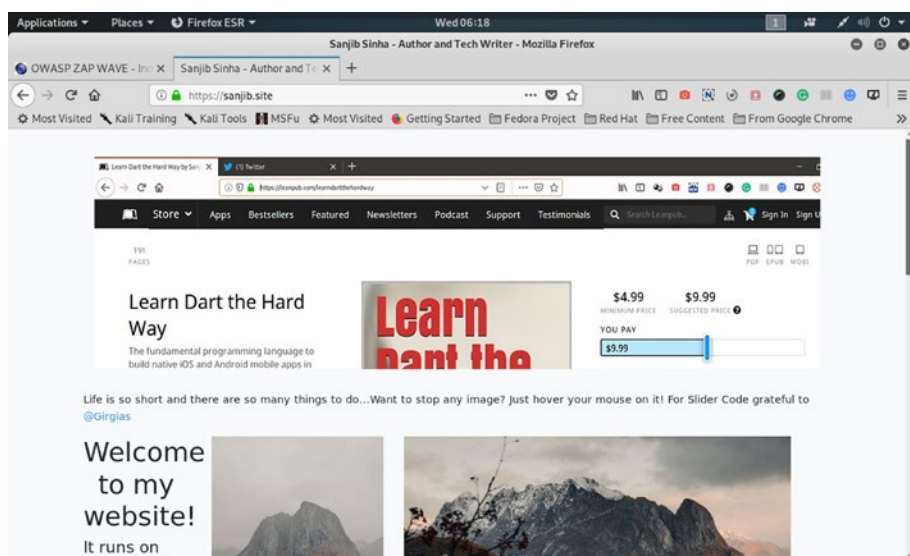 Applications Places Firefox ESR Wed 06:18 1
Sanjib Sinha - Author and Tech Writer - Mozilla Firefox
OWASP ZAP WAVE - Ind Sanjib Sinha - Author and Te
https://sanjib.site
Most Visited Kali Training Kali Tools MSFu Most Visited Getting Started Fedora Project Red Hat Free Content From Google Chrome
Learn Dart the Hard Way by San (1) Twitter
https://leanpub.com/learndartthehardway
Store Apps Bestsellers Featured Newsletters Podcast Support Testimonials Search Leanpub... Sign In Sign U
191
PAGES
PDF EPUB MOBI
Learn Dart the Hard
Way
The fundamental programming language to
build native iOS and Android mobile apps in
Learn
Dart the
$4.99 $9.99
MINIMUM PRICE SUGGESTED PRICE
YOU PAY
$9.99
Life is so short and there are so many things to do...Want to stop any image? Just hover your mouse on it! For Slider Code grateful to
@Girgias
Welcome
to my
website!
It runs on